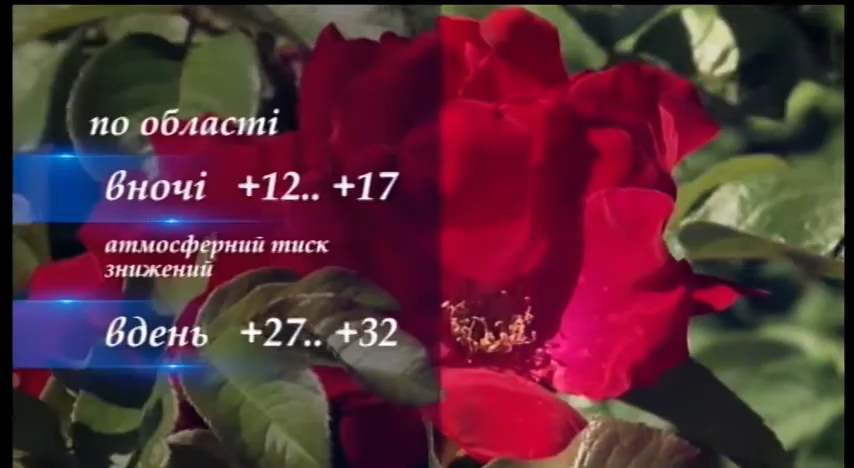 по області
вночі +12.. +17
атмосферний тиск
знижений
вдень +27.. +32